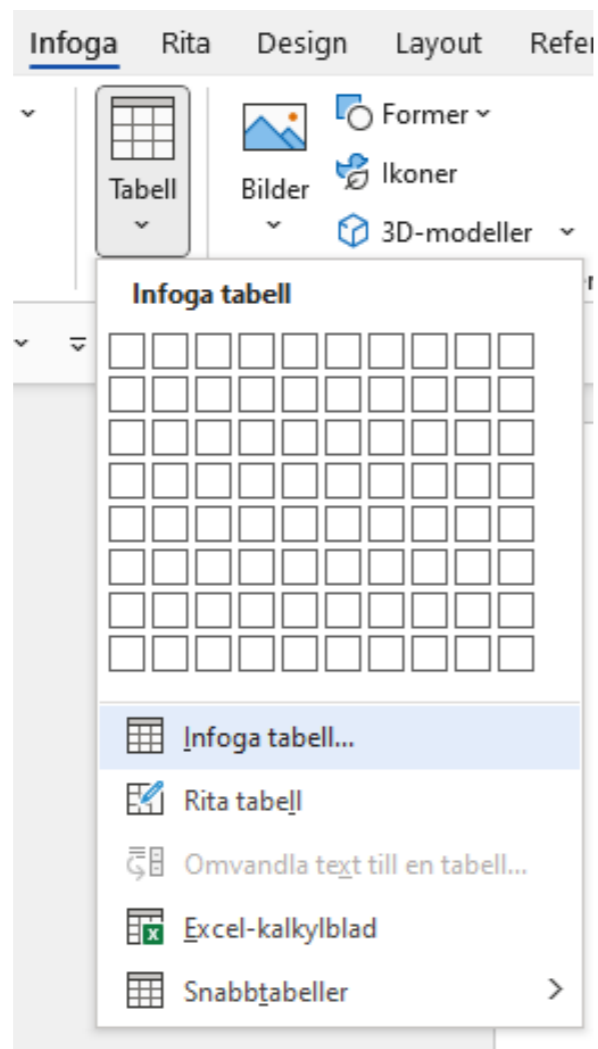 Infoga Rita Design Layout Refer
Former
Ikoner
Tabell Bilder
3D-modeller
Infoga tabell
Infoga tabell...
Rita tabell
Omvandla text till en tabell...
Excel-kalkylblad
Snabbtabeller